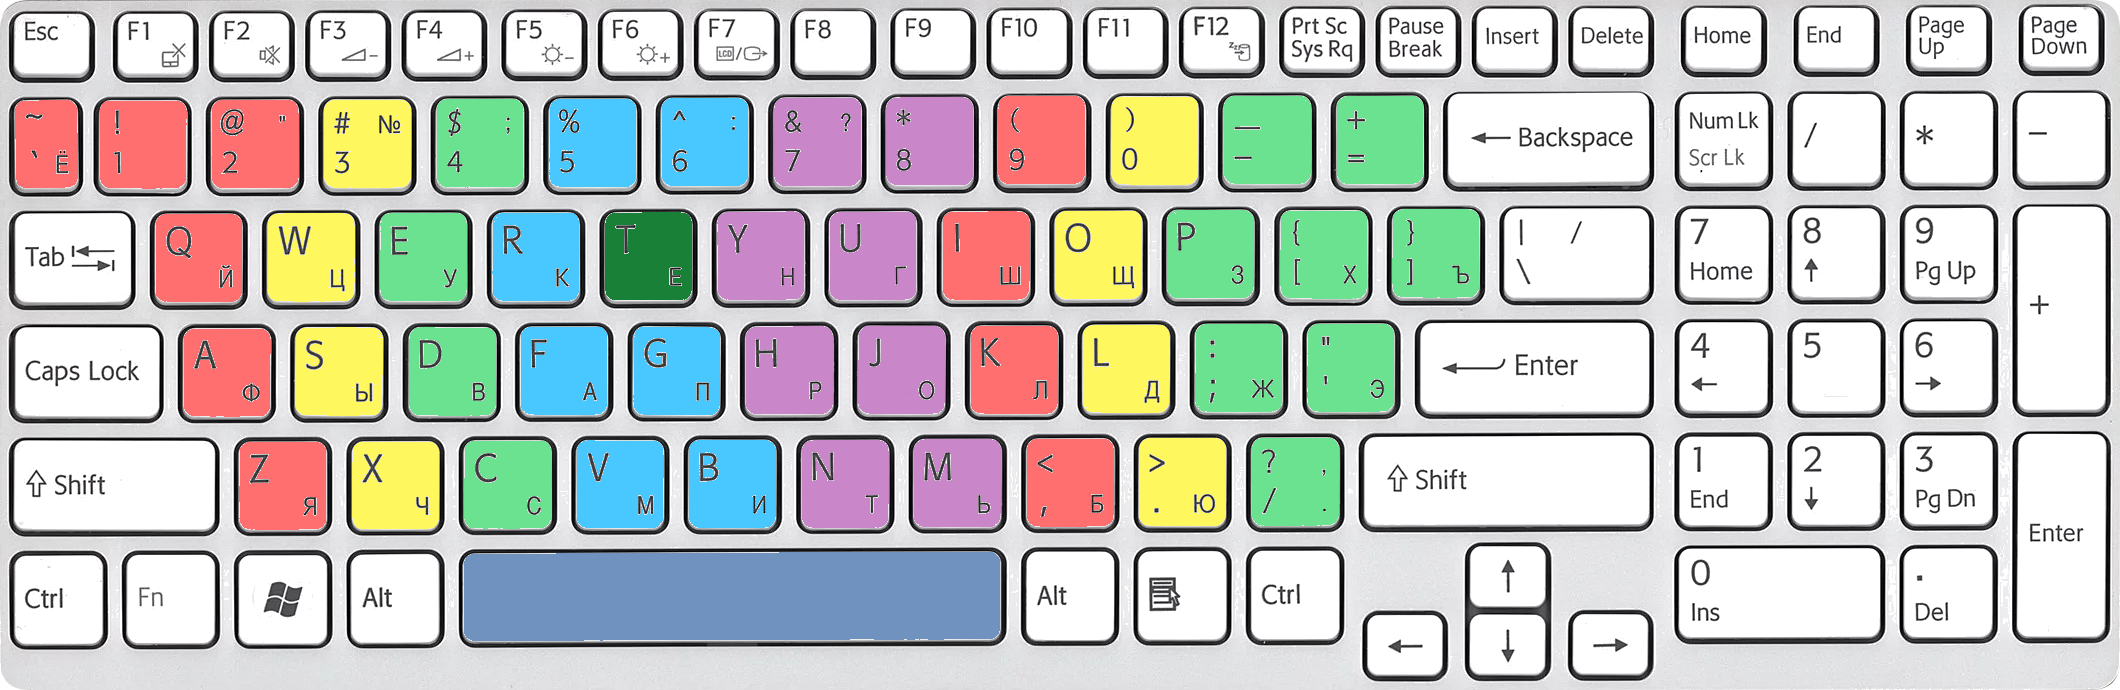 Esc F1 F2 F3 F4 F5 F6 F7 F8 F9 F10 F11 F12 Prt Sc Pause Insert Delete Home End Page Page
Sys Rq Break Up Down
LCD
~ ! @ " # № $ ; % ^ : & ? * ( ) — + Backspace Num Lk / * −
` Ё 1 2 3 4 5 6 7 8 9 0 - = Scr Lk
Tab Q W E R T Y U I O P { } | / 7 8 9 +
Й Ц У К Е Н Г Ш Щ З [ Х ] Ъ \ Home Pg Up
Caps Lock A S D F G H J K L : " Enter 4 5 6
Ф Ы В А П Р О Л Д ; Ж ' Э
Shift Z X C V B N M < > ? , Shift 1 2 3 Enter
Я Ч С М И Т Ь , Б . Ю / . End Pg Dn
Ctrl Fn Alt Alt Ctrl 0 .
Ins Del